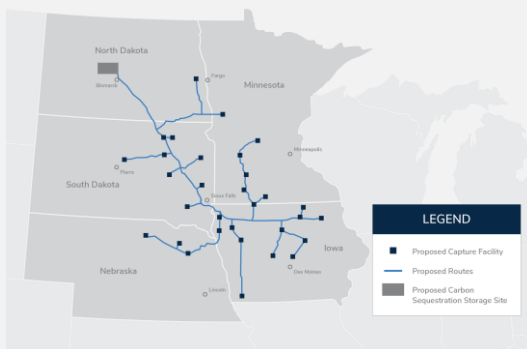 North Dakota
Bismarck
Fargo
Minnesota
Minneapolis
Pierre
South Dakota
Sioux Falls
Iowa
Des Moines
Nebraska
Lincoln
LEGEND
Proposed Capture Facility
Proposed Routes
Proposed Carbon
Sequestration Storage Site